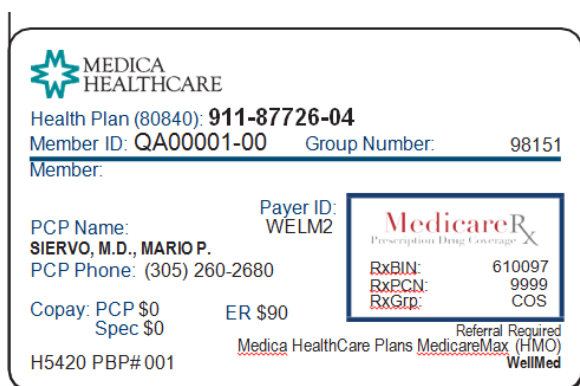 MEDICA
HEALTHCARE
Health Plan (80840): 911-87726-04
Member ID: QA00001-00 Group Number: 98151
Member:
Payer ID:
PCP Name: WELM2
SIERVO, M.D., MARIO P.
PCP Phone: (305) 260-2680
MedicareRx
Prescription Drug Coverage
RxBIN: 610097
RxPCN: 9999
RxGrp: COS
Copay: PCP $0 ER $90
Spec $0
Referral Required
Medica HealthCare Plans MedicareMax (HMO)
H5420 PBP# 001 WellMed